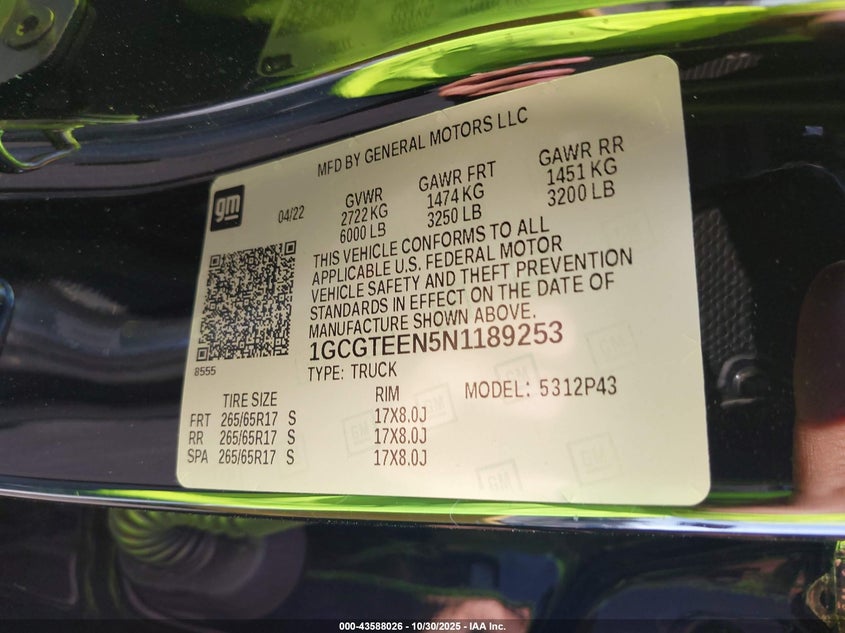 MFD BY GENERAL MOTORS LLC
gm
04/22
GVWR GAWR FRT GAWR RR
2722 KG 1474 KG 1451 KG
6000 LB 3250 LB 3200 LB
THIS VEHICLE CONFORMS TO ALL
APPLICABLE U.S. FEDERAL MOTOR
VEHICLE SAFETY AND THEFT PREVENTION
STANDARDS IN EFFECT ON THE DATE OF
MANUFACTURE SHOWN ABOVE.
1GCGTEEN5N1189253
8555
TYPE: TRUCK
TIRE SIZE RIM MODEL: 5312P43
FRT 265/65R17 S 17X8.0J
RR 265/65R17 S 17X8.0J
SPA 265/65R17 S 17X8.0J
GM
GM
GM
GM
000-43588026 - 10/30/2025 - IAA Inc.